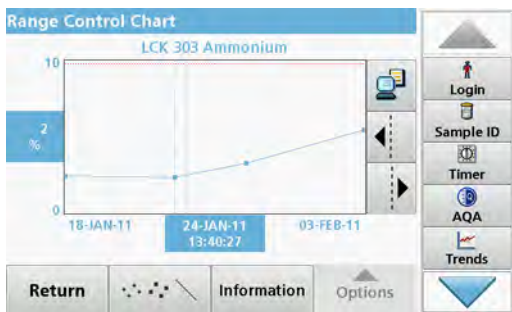 Range Control Chart
LCK 303 Ammonium
10
2
%
0
18-JAN-11
24-JAN-11
13:40:27
03-FEB-11
Return
Information
Options
Login
Sample ID
Timer
AQA
Trends